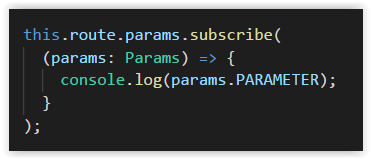 this.route.params.subscribe(
  (params: Params) => {
    console.log(params.PARAMETER);
  }
);